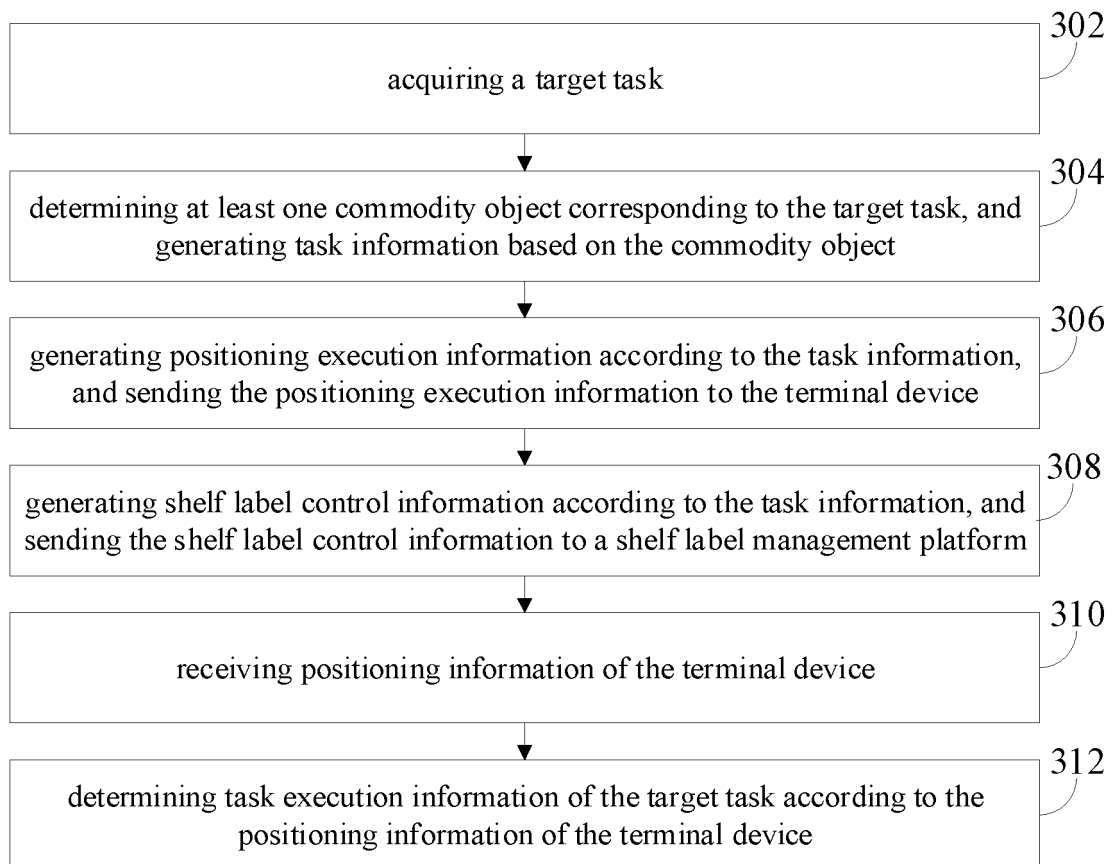 302
acquiring a target task
304
determining at least one commodity object corresponding to the target task, and
generating task information based on the commodity object
306
generating positioning execution information according to the task information,
and sending the positioning execution information to the terminal device
308
generating shelf label control information according to the task information, and
sending the shelf label control information to a shelf label management platform
310
receiving positioning information of the terminal device
312
determining task execution information of the target task according to the
positioning information of the terminal device